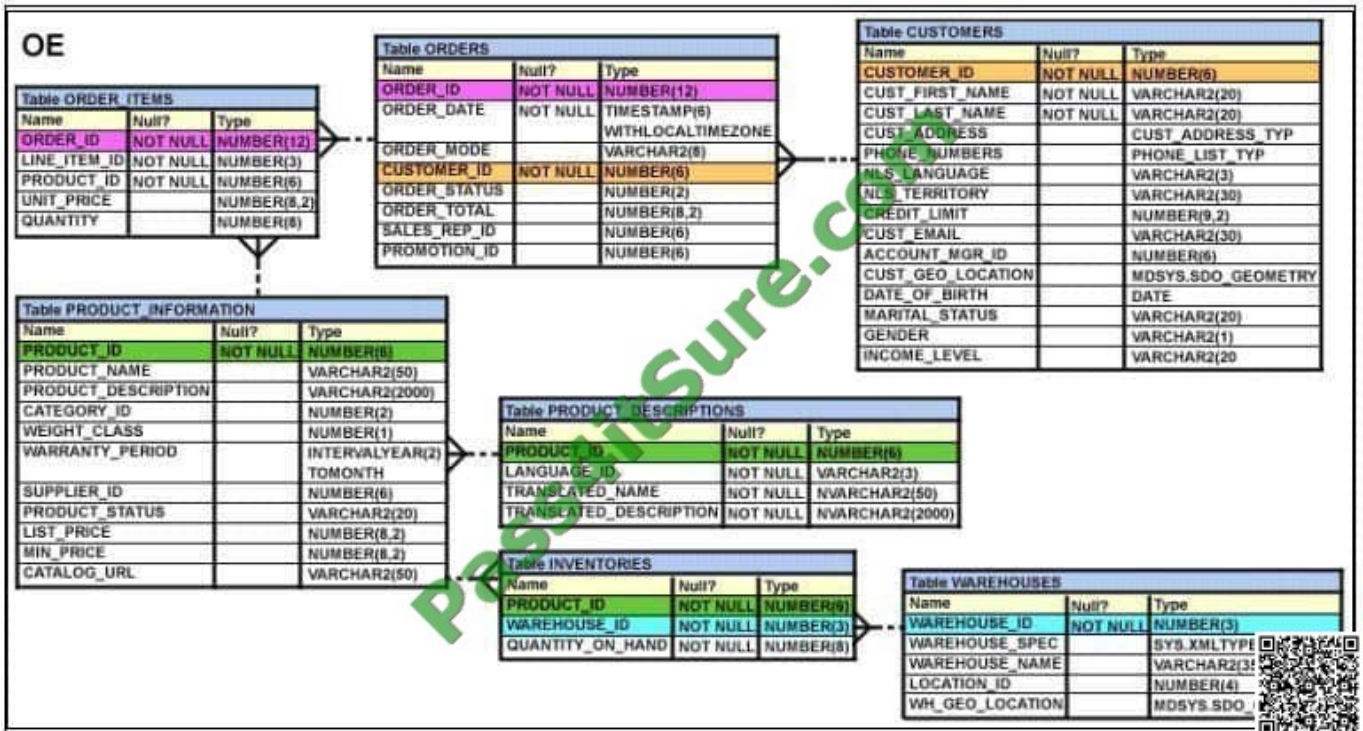 OE
Table ORDER_ITEMS
Name Null? Type
ORDER_ID NOT NULL NUMBER(12)
LINE_ITEM_ID NOT NULL NUMBER(3)
PRODUCT_ID NOT NULL NUMBER(6)
UNIT_PRICE NUMBER(8,2)
QUANTITY NUMBER(8)
Table ORDERS
Name Null? Type
ORDER_ID NOT NULL NUMBER(12)
ORDER_DATE NOT NULL TIMESTAMP(6)
WITHLOCALTIMEZONE
ORDER_MODE VARCHAR2(8)
CUSTOMER_ID NOT NULL NUMBER(6)
ORDER_STATUS NUMBER(2)
ORDER_TOTAL NUMBER(8,2)
SALES_REP_ID NUMBER(6)
PROMOTION_ID NUMBER(6)
Table CUSTOMERS
Name Null? Type
CUSTOMER_ID NOT NULL NUMBER(6)
CUST_FIRST_NAME NOT NULL VARCHAR2(20)
CUST_LAST_NAME NOT NULL VARCHAR2(20)
CUST_ADDRESS CUST_ADDRESS_TYP
PHONE_NUMBERS PHONE_LIST_TYP
NLS_LANGUAGE VARCHAR2(3)
NLS_TERRITORY VARCHAR2(30)
CREDIT_LIMIT NUMBER(9,2)
CUST_EMAIL VARCHAR2(30)
ACCOUNT_MGR_ID NUMBER(6)
CUST_GEO_LOCATION MDSYS.SDO_GEOMETRY
DATE_OF_BIRTH DATE
MARITAL_STATUS VARCHAR2(20)
GENDER VARCHAR2(1)
INCOME_LEVEL VARCHAR2(20
Table PRODUCT_INFORMATION
Name Null? Type
PRODUCT_ID NOT NULL NUMBER(6)
PRODUCT_NAME VARCHAR2(50)
PRODUCT_DESCRIPTION VARCHAR2(2000)
CATEGORY_ID NUMBER(2)
WEIGHT_CLASS NUMBER(1)
WARRANTY_PERIOD INTERVALYEAR(2)
TOMONTH
SUPPLIER_ID NUMBER(6)
PRODUCT_STATUS VARCHAR2(20)
LIST_PRICE NUMBER(8,2)
MIN_PRICE NUMBER(8,2)
CATALOG_URL VARCHAR2(50)
Table PRODUCT_DESCRIPTIONS
Name Null? Type
PRODUCT_ID NOT NULL NUMBER(6)
LANGUAGE_ID NOT NULL VARCHAR2(3)
TRANSLATED_NAME NOT NULL NVARCHAR2(50)
TRANSLATED_DESCRIPTION NOT NULL NVARCHAR2(2000)
Table INVENTORIES
Name Null? Type
PRODUCT_ID NOT NULL NUMBER(6)
WAREHOUSE_ID NOT NULL NUMBER(3)
QUANTITY_ON_HAND NOT NULL NUMBER(8)
Table WAREHOUSES
Name Null? Type
WAREHOUSE_ID NOT NULL NUMBER(3)
WAREHOUSE_SPEC SYS.XMLTYPE
WAREHOUSE_NAME VARCHAR2(35
LOCATION_ID NUMBER(4)
WH_GEO_LOCATION MDSYS.SDO_
Pass4itSure.com